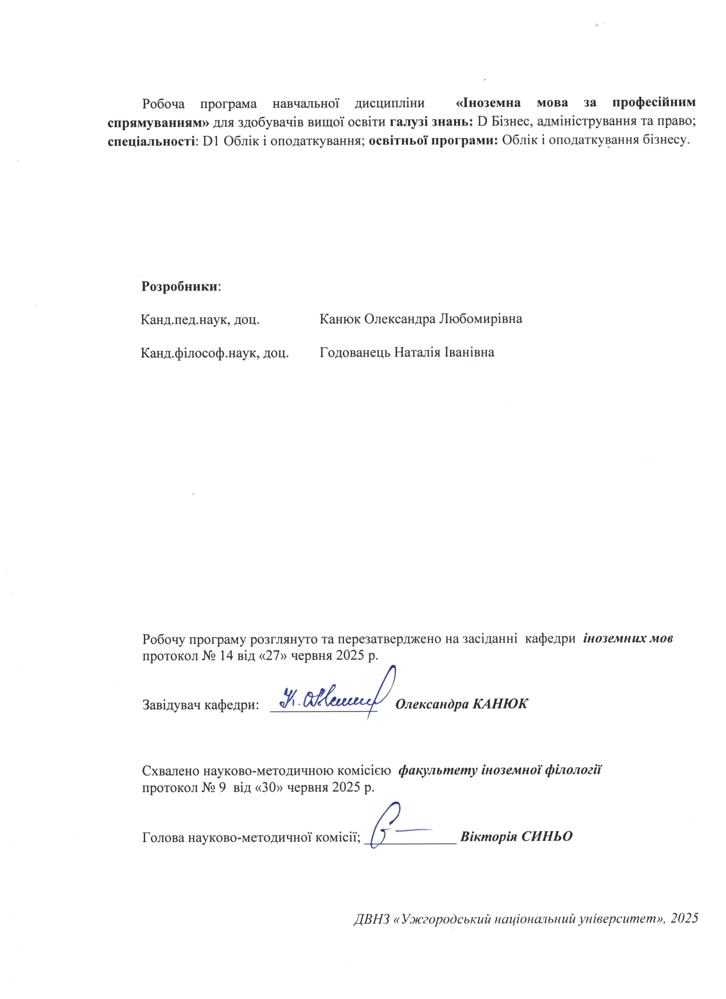 Робоча програма навчальної дисципліни «Іноземна мова за професійним
спрямуванням» для здобувачів вищої освіти галузі знань: D Бізнес, адміністрування та право;
спеціальності: D1 Облік і оподаткування; освітньої програми: Облік і оподаткування бізнесу.
Розробники:
Канд.пед.наук, доц. Канюк Олександра Любомирівна
Канд.філософ.наук, доц. Годованець Наталія Іванівна
Робочу програму розглянуто та перезатверджено на засіданні кафедри іноземних мов
протокол № 14 від «27» червня 2025 р.
Завідувач кафедри: Олександра КАНЮК
Схвалено науково-методичною комісією факультету іноземної філології
протокол № 9 від «30» червня 2025 р.
Голова науково-методичної комісії; Вікторія СИНЬО
ДВНЗ «Ужгородський національний університет», 2025